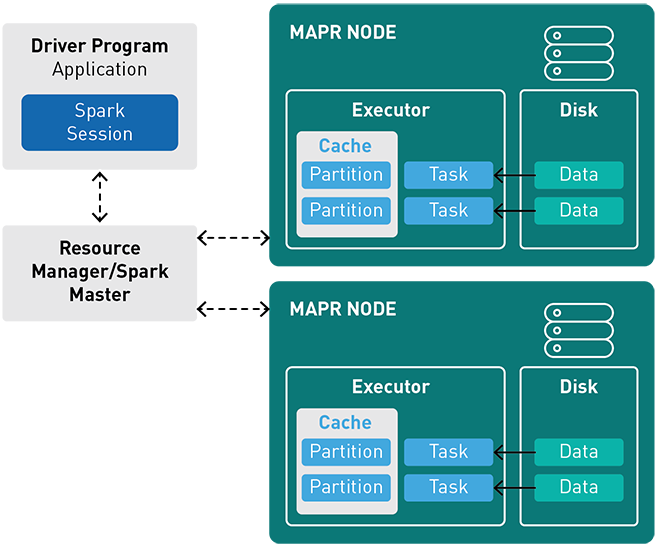 Driver Program
Application
Spark
Session
Resource
Manager/Spark
Master
MAPR NODE
Executor
Disk
Cache
Partition
Task
Data
Partition
Task
Data
MAPR NODE
Executor
Disk
Cache
Partition
Task
Data
Partition
Task
Data